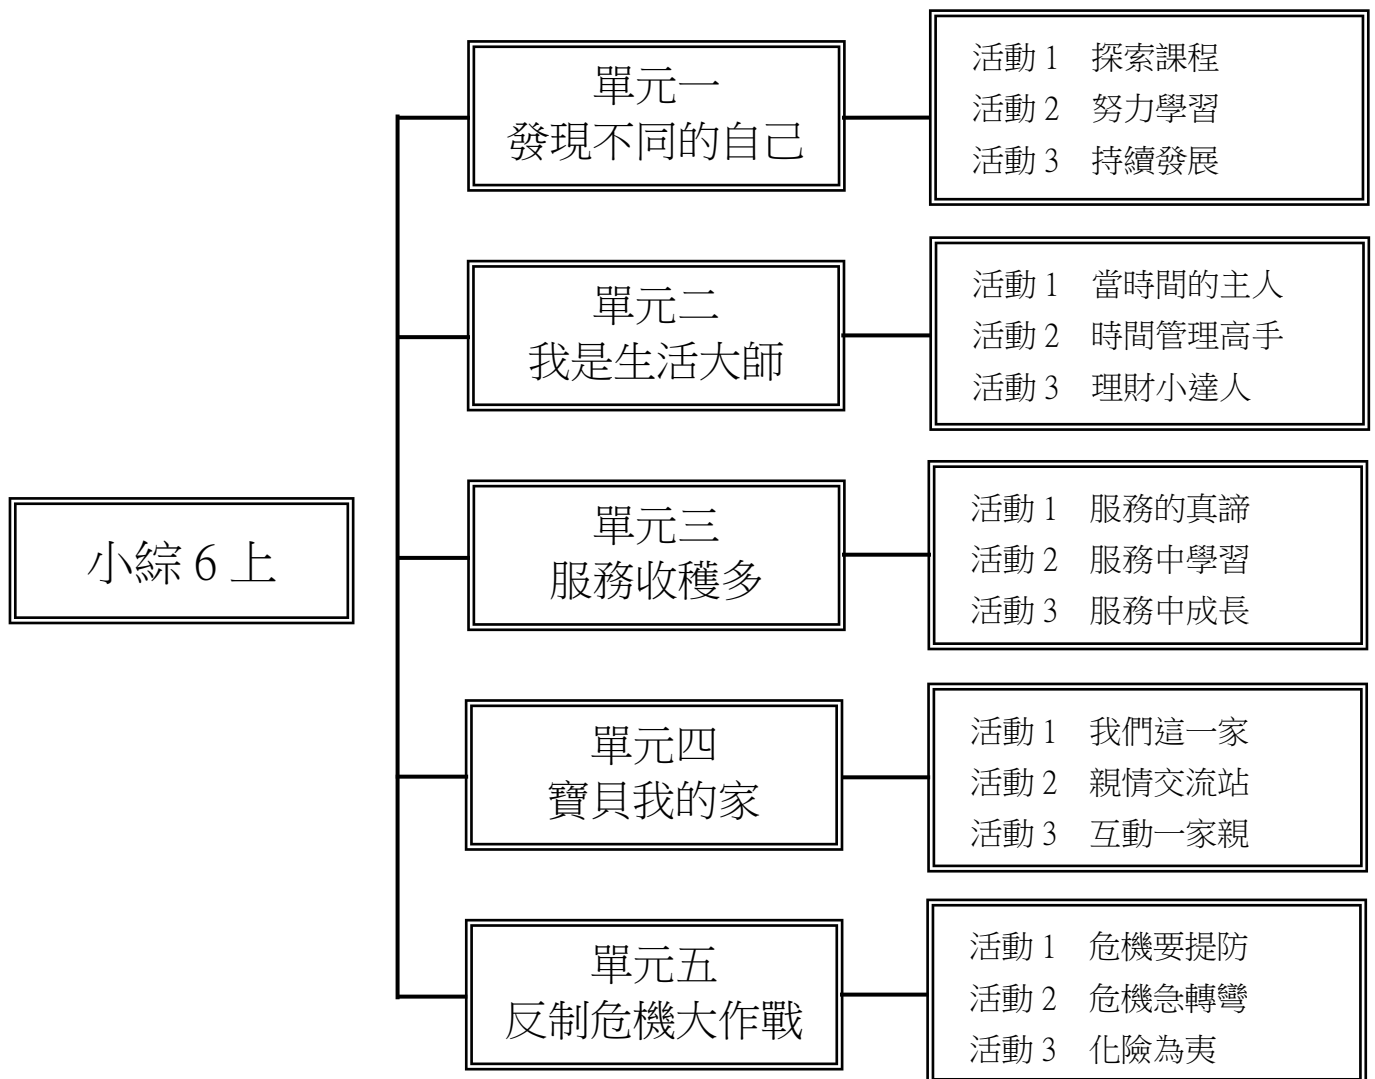 小綜 6 上
單元一
發現不同的自己
活動 1 探索課程
活動 2 努力學習
活動 3 持續發展
單元二
我是生活大師
活動 1 當時間的主人
活動 2 時間管理高手
活動 3 理財小達人
單元三
服務收穫多
活動 1 服務的真諦
活動 2 服務中學習
活動 3 服務中成長
單元四
寶貝我的家
活動 1 我們這一家
活動 2 親情交流站
活動 3 互動一家親
單元五
反制危機大作戰
活動 1 危機要提防
活動 2 危機急轉彎
活動 3 化險為夷